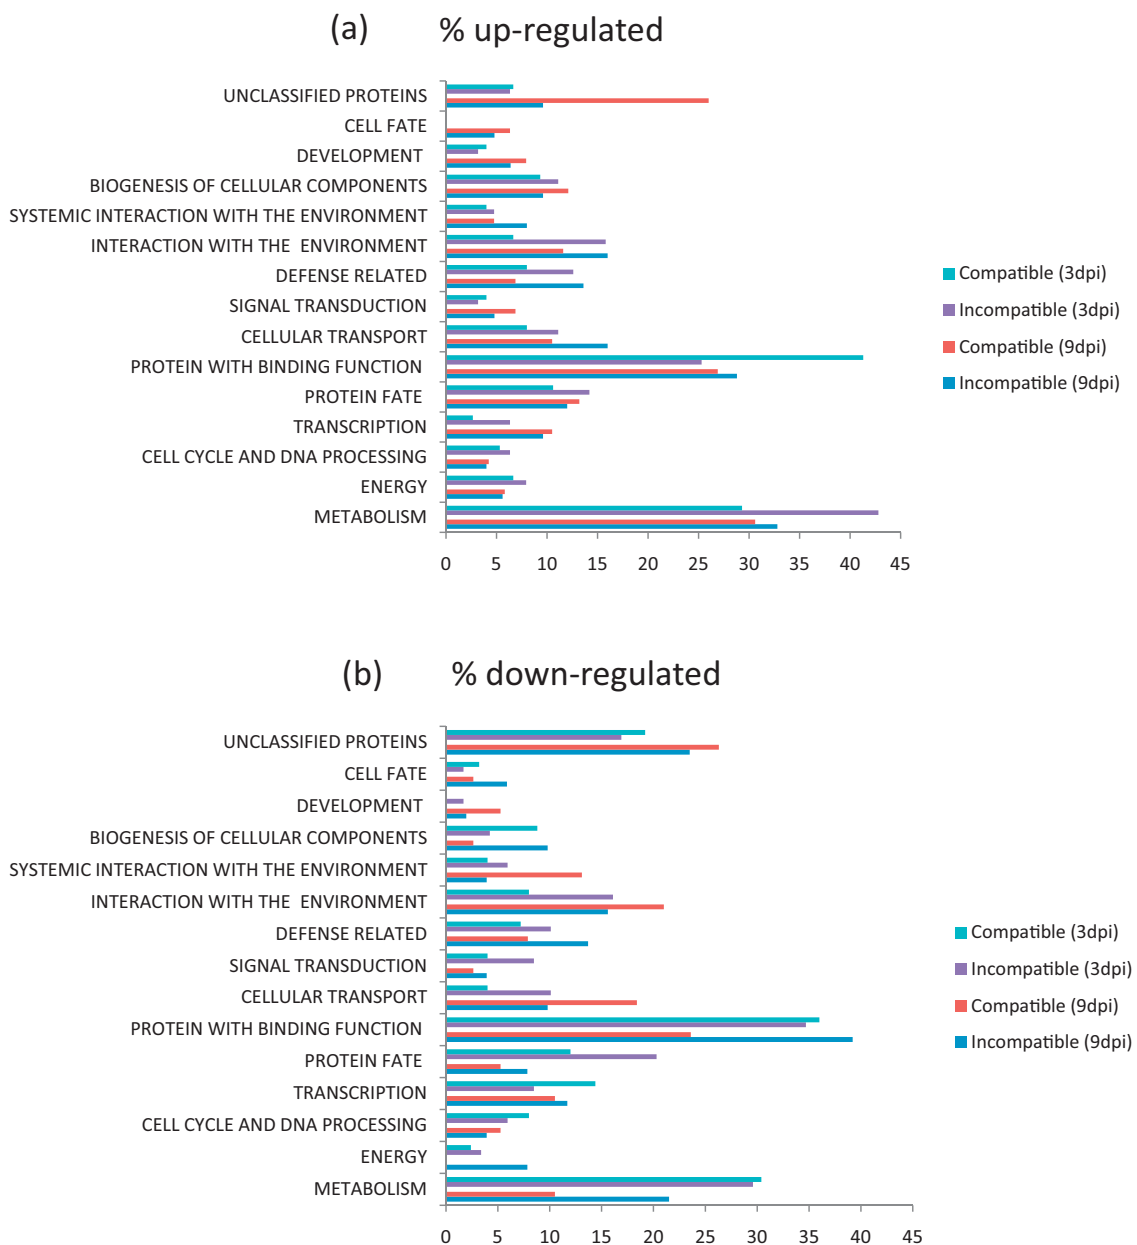 (a) % up-regulated
UNCLASSIFIED PROTEINS
CELL FATE
DEVELOPMENT
BIOGENESIS OF CELLULAR COMPONENTS
SYSTEMIC INTERACTION WITH THE ENVIRONMENT
INTERACTION WITH THE ENVIRONMENT
DEFENSE RELATED
SIGNAL TRANSDUCTION
CELLULAR TRANSPORT
PROTEIN WITH BINDING FUNCTION
PROTEIN FATE
TRANSCRIPTION
CELL CYCLE AND DNA PROCESSING
ENERGY
METABOLISM
0 5 10 15 20 25 30 35 40 45
Compatible (3dpi)
Incompatible (3dpi)
Compatible (9dpi)
Incompatible (9dpi)
(b) % down-regulated
UNCLASSIFIED PROTEINS
CELL FATE
DEVELOPMENT
BIOGENESIS OF CELLULAR COMPONENTS
SYSTEMIC INTERACTION WITH THE ENVIRONMENT
INTERACTION WITH THE ENVIRONMENT
DEFENSE RELATED
SIGNAL TRANSDUCTION
CELLULAR TRANSPORT
PROTEIN WITH BINDING FUNCTION
PROTEIN FATE
TRANSCRIPTION
CELL CYCLE AND DNA PROCESSING
ENERGY
METABOLISM
0 5 10 15 20 25 30 35 40 45
Compatible (3dpi)
Incompatible (3dpi)
Compatible (9dpi)
Incompatible (9dpi)